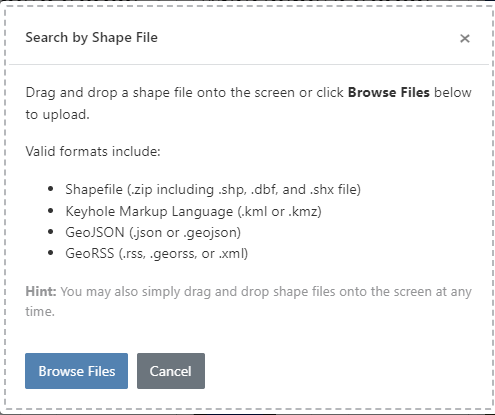 Search by Shape File ×
Drag and drop a shape file onto the screen or click Browse Files below
to upload.
Valid formats include:
• Shapefile (.zip including .shp, .dbf, and .shx file)
• Keyhole Markup Language (.kml or .kmz)
• GeoJSON (.json or .geojson)
• GeoRSS (.rss, .georss, or .xml)
Hint: You may also simply drag and drop shape files onto the screen at any
time.
Browse Files Cancel